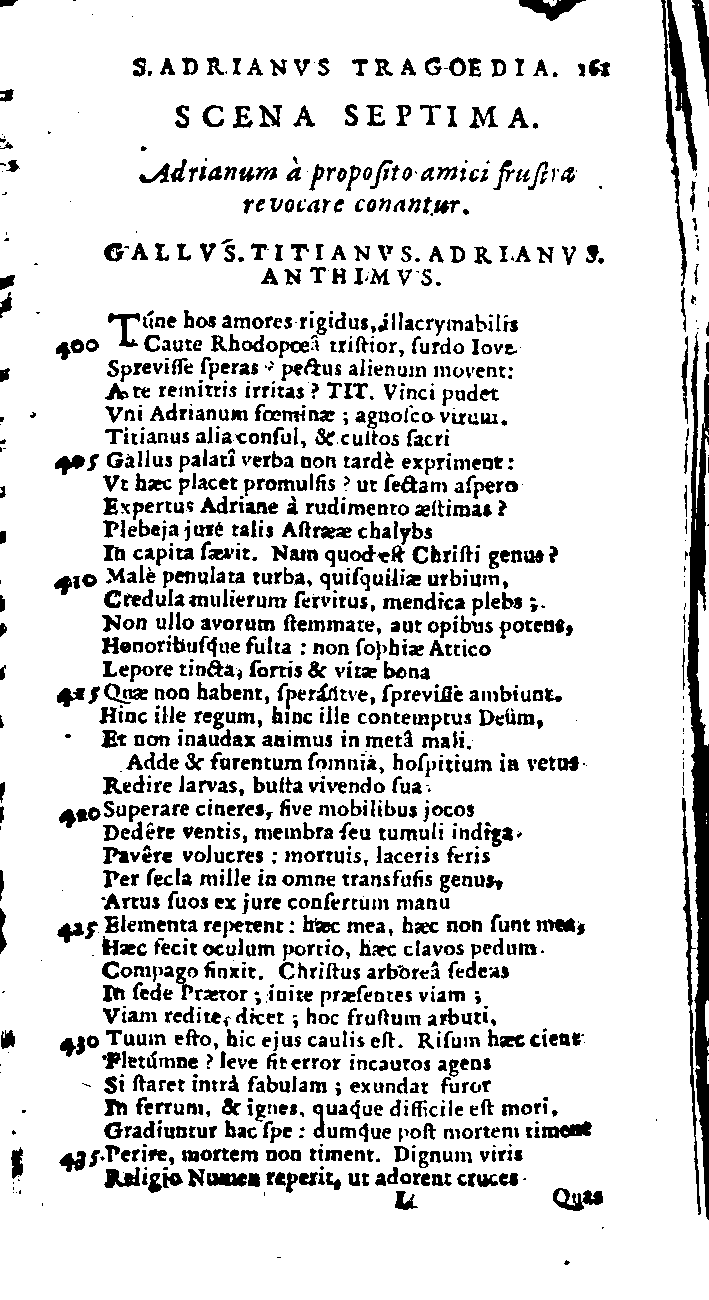 S. ADRIANVS TRAGOEDIA. 161
SCENA SEPTIMA.
Adrianum à proposito amici frustra
revocare conantur.
GALLVS. TITIANVS. ADRIANVS.
ANTHIMVS.
Túne hos amores rigidus, illacrymabilis
400 Caute Rhodopœâ tristior, surdo Iove
Sprevisse speras? pectus alienum movent:
A te remittis irritas? TIT. Vinci pudet
Vni Adrianum fœminæ; agnosco virum.
Titianus alia consul, & custos sacri
405 Gallus palatî verba non tardè expriment:
Vt hæc placet promulsis? ut sectam aspero
Expertus Adriane à rudimento æstimas?
Plebeja jure talis Astrææ chalybs
In capita sævit. Nam quod est Christi genus?
410 Malè penulata turba, quisquiliæ urbium,
Credula mulierum servitus, mendica plebs;
Non ullo avorum stemmate, aut opibus potens,
Honoribusque fulta: non sophiæ Attico
Lepore tincta; sortis & vitæ bona
415 Quæ non habent, sperántve, sprevisse ambiunt.
Hinc ille regum, hinc ille contemptus Deûm,
Et non inaudax animus in metâ mali.
Adde & furentum somnia, hospitium in vetus
Redire larvas, busta vivendo sua
420 Superare cineres, sive mobilibus jocos
Dedêre ventis, membra seu tumuli indiga
Pavêre volucres: mortuis, laceris feris
Per secla mille in omne transfusis genus,
Artus suos ex jure consertum manu
425 Elementa repetent: hæc mea, hæc non sunt mea,
Hæc fecit oculum portio, hæc clavos pedum
Compago finxit. Christus arboreâ sedens
In sede Prætor; inite præsentes viam;
Viam redite, dicet; hoc frustum arbuti,
430 Tuum esto, hic ejus caulis est. Risum hæc cient
Fletúmne? leve sit error incautos agens
Si staret intrà fabulam; exundat furor
In ferrum, & ignes, quaque difficile est mori,
Gradiuntur hac spe: dumque post mortem timent
435 Perire, mortem non timent. Dignum viris
Religio Numen reperit, ut adorent cruces
Quas